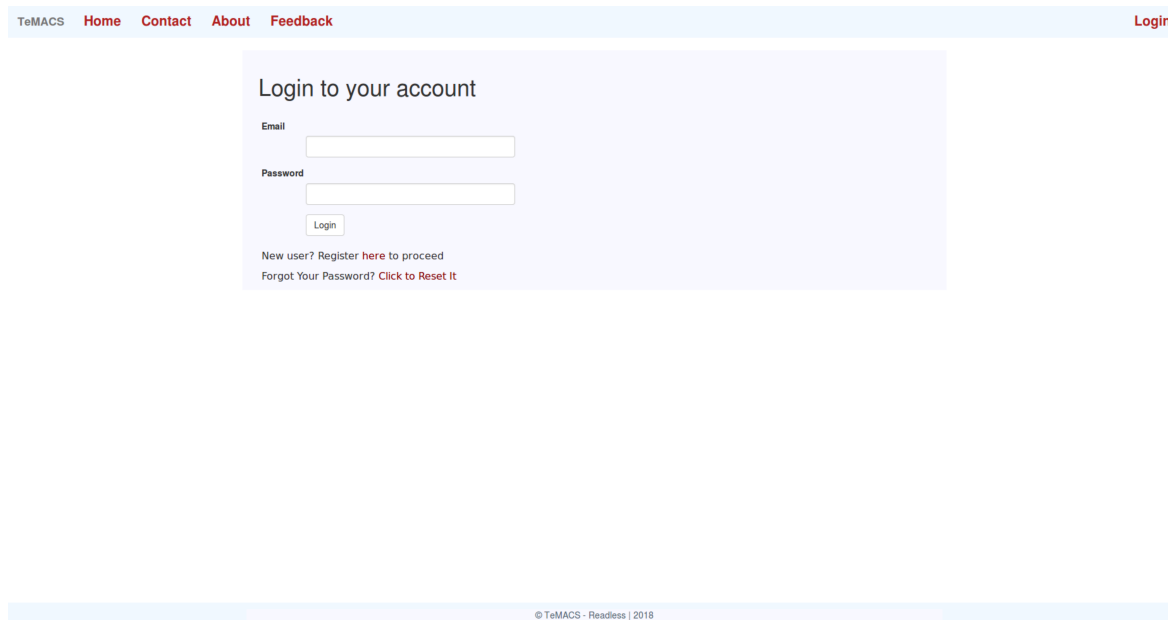 TeMACS Home Contact About Feedback Login
Login to your account
Email
Password
Login
New user? Register here to proceed
Forgot Your Password? Click to Reset It
© TeMACS - Readless | 2018